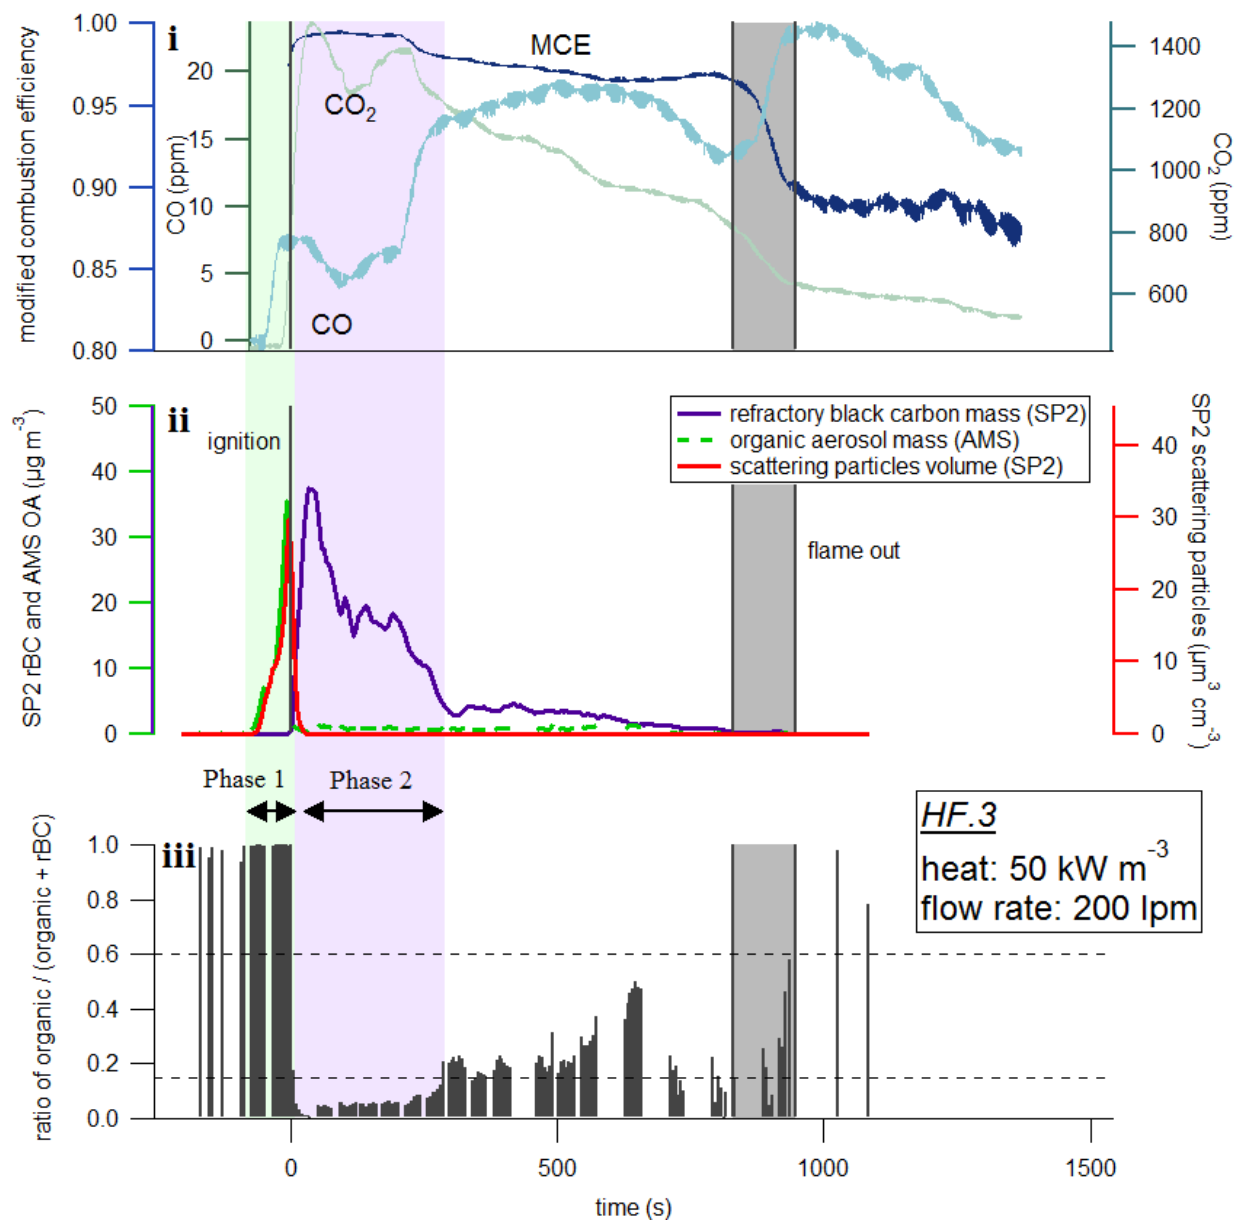 i
MCE
CO₂
CO
modified combustion efficiency
1.00
0.95
0.90
0.85
0.80
CO (ppm)
20
15
10
5
0
1400
1200
1000
800
600
CO₂ (ppm)
ii
ignition
refractory black carbon mass (SP2)
organic aerosol mass (AMS)
scattering particles volume (SP2)
flame out
SP2 rBC and AMS OA (µg m⁻³)
50
40
30
20
10
0
40
30
20
10
0
SP2 scattering particles (µm³ cm⁻³)
Phase 1
Phase 2
iii
HF.3
heat: 50 kW m⁻³
flow rate: 200 lpm
ratio of organic / (organic + rBC)
1.0
0.8
0.6
0.4
0.2
0.0
0
500
1000
1500
time (s)